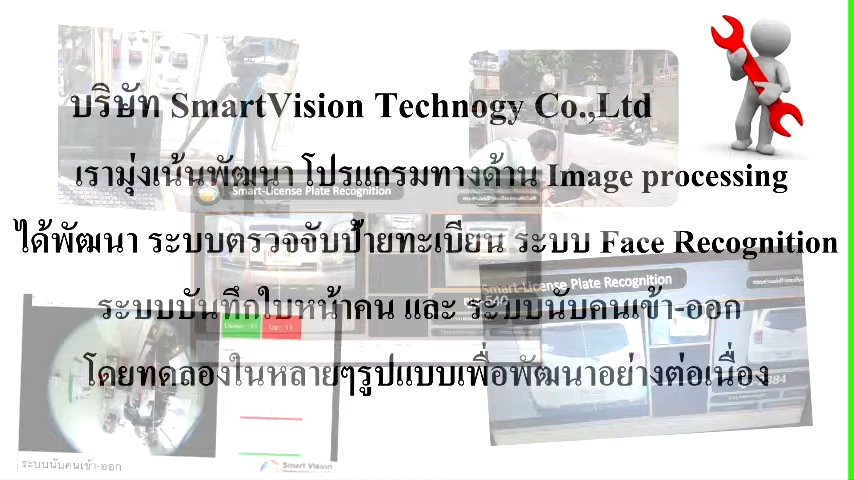 บริษัท SmartVision Technogy Co.,Ltd
เรามุ่งเน้นพัฒนา โปรแกรมทางด้าน Image processing
Smart-License Plate Recognition
ได้พัฒนา ระบบตรวจจับป้ายทะเบียน ระบบ Face Recognition
Smart-License Plate Recognition
ระบบบันทึกใบหน้าคน และ ระบบนับคนเข้า-ออก
โดยทดลองในหลายๆรูปแบบเพื่อพัฒนาอย่างต่อเนื่อง
ระบบนับคนเข้า-ออก
Smart Vision